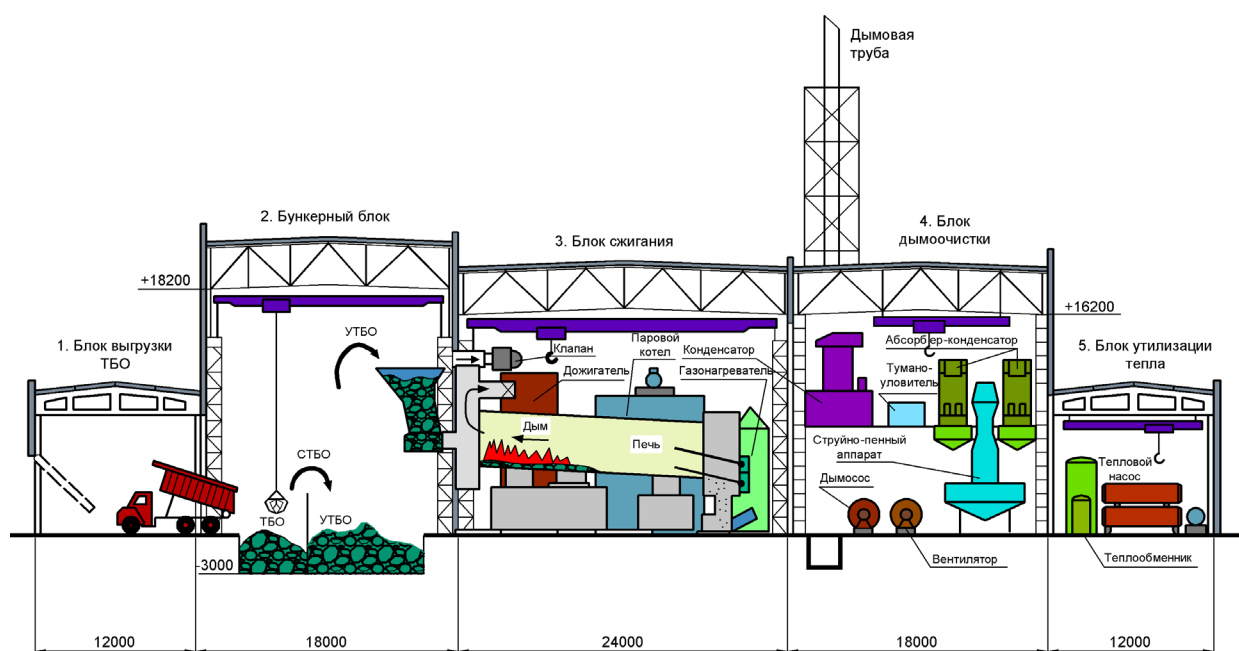 Дымовая
труба
2. Бункерный блок
3. Блок сжигания
4. Блок
дымоочистки
+18200
+16200
1. Блок выгрузки
ТБО
5. Блок утилизации
тепла
УТБО
Клапан
Паровой
котел
Конденсатор
Абсорбер-конденсатор
Дожигатель
Газонагреватель
Тумано-
уловитель
Дым
Печь
Струйно-пенный
аппарат
СТБО
Дымосос
Тепловой
насос
ТБО
УТБО
-3000
Вентилятор
Теплообменник
12000
18000
24000
18000
12000